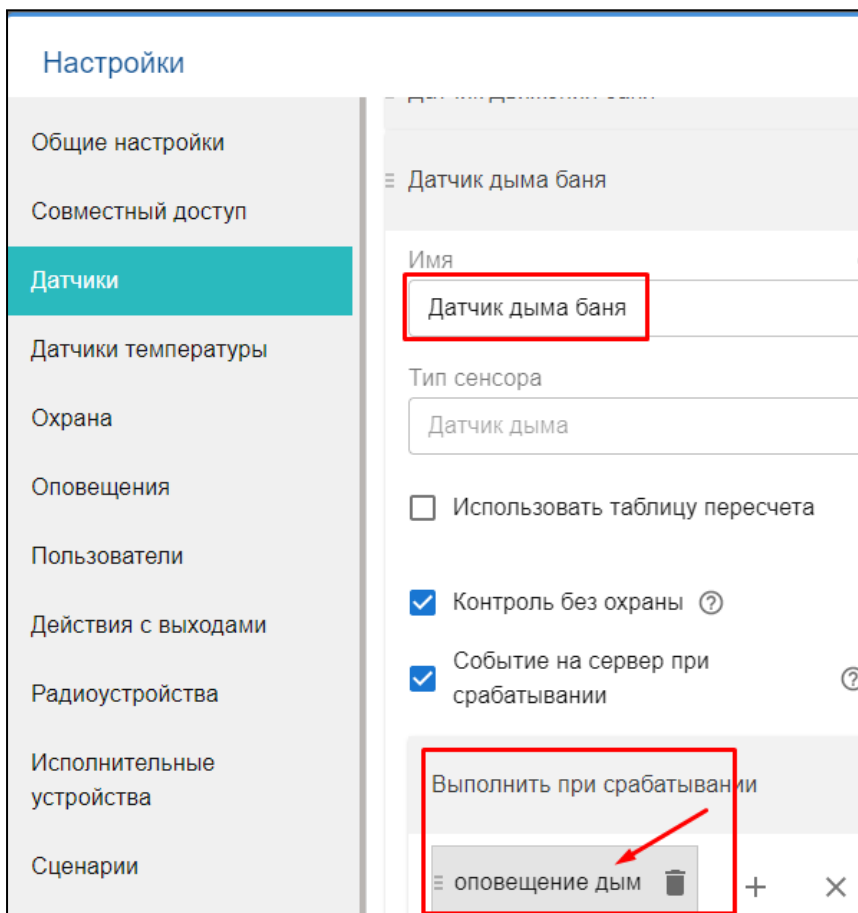 Настройки
Общие настройки
Совместный доступ
Датчики
Датчики температуры
Охрана
Оповещения
Пользователи
Действия с выходами
Радиоустройства
Исполнительные
устройства
Сценарии
Датчик дыма баня
Имя
Датчик дыма баня
Тип сенсора
Датчик дыма
Использовать таблицу пересчета
Контроль без охраны
Событие на сервер при
срабатывании
Выполнить при срабатывании
оповещение дым